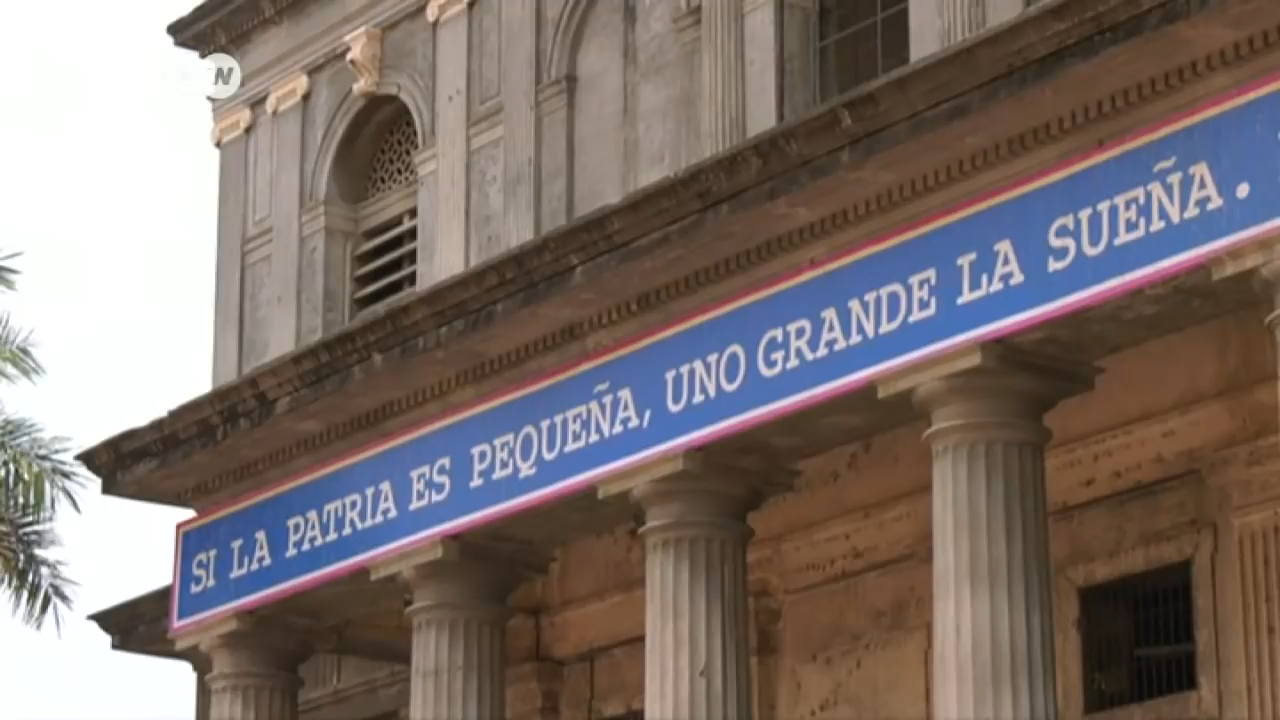 SI LA PATRIA ES PEQUEÑA, UNO GRANDE LA SUEÑA.